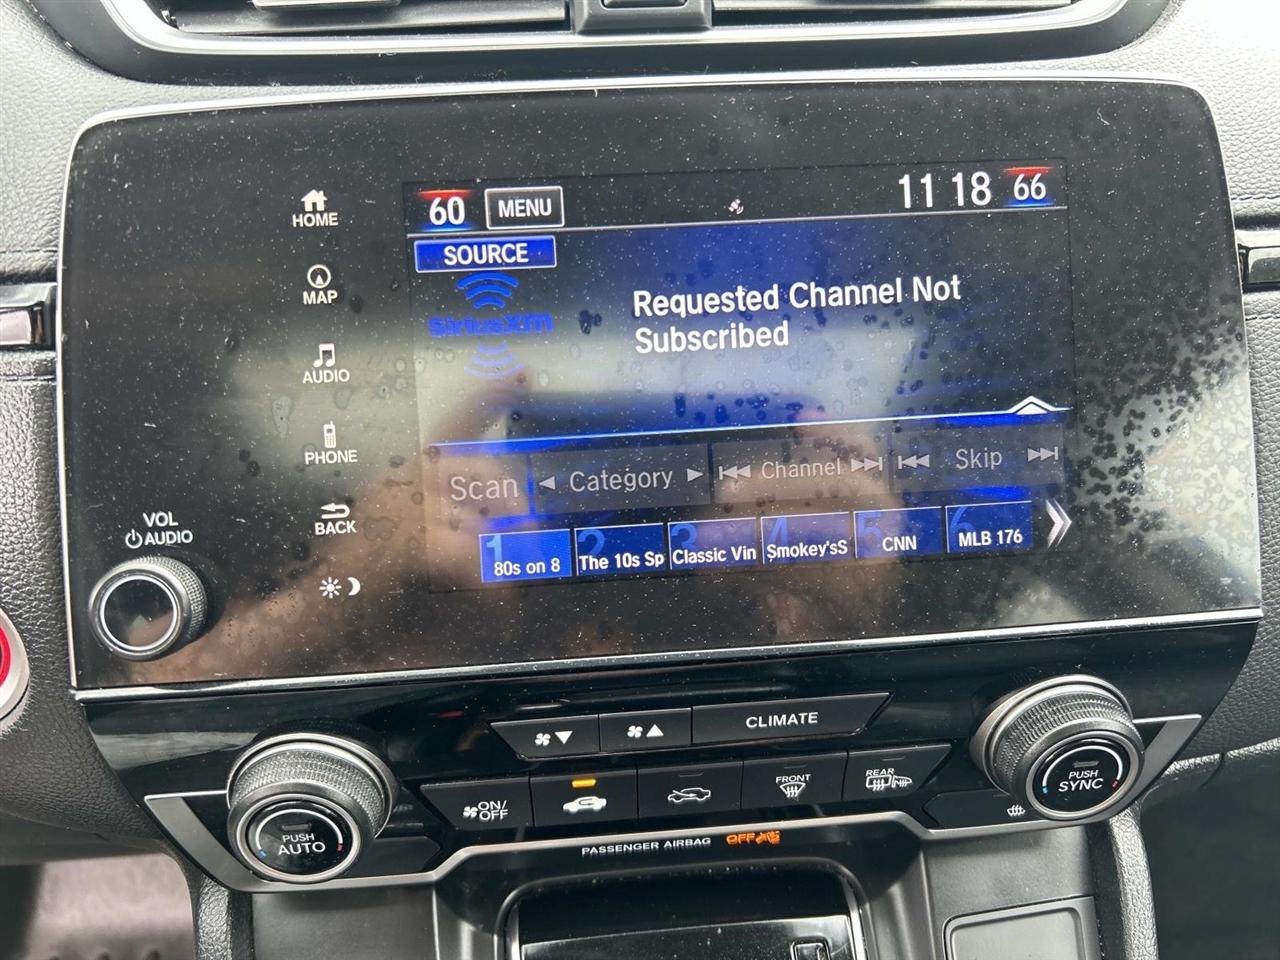 60 MENU 11 18 66
HOME
SOURCE
siriusxm
Requested Channel Not
Subscribed
MAP
AUDIO
PHONE
Scan Category Channel Skip
BACK
1 80s on 8
2 The 10s Sp
3 Classic Vin
4 Smokey'sS
5 CNN
6 MLB 176
VOL
AUDIO
CLIMATE
ON/
OFF
FRONT
REAR
PUSH
AUTO
PUSH
SYNC
PASSENGER AIRBAG OFF